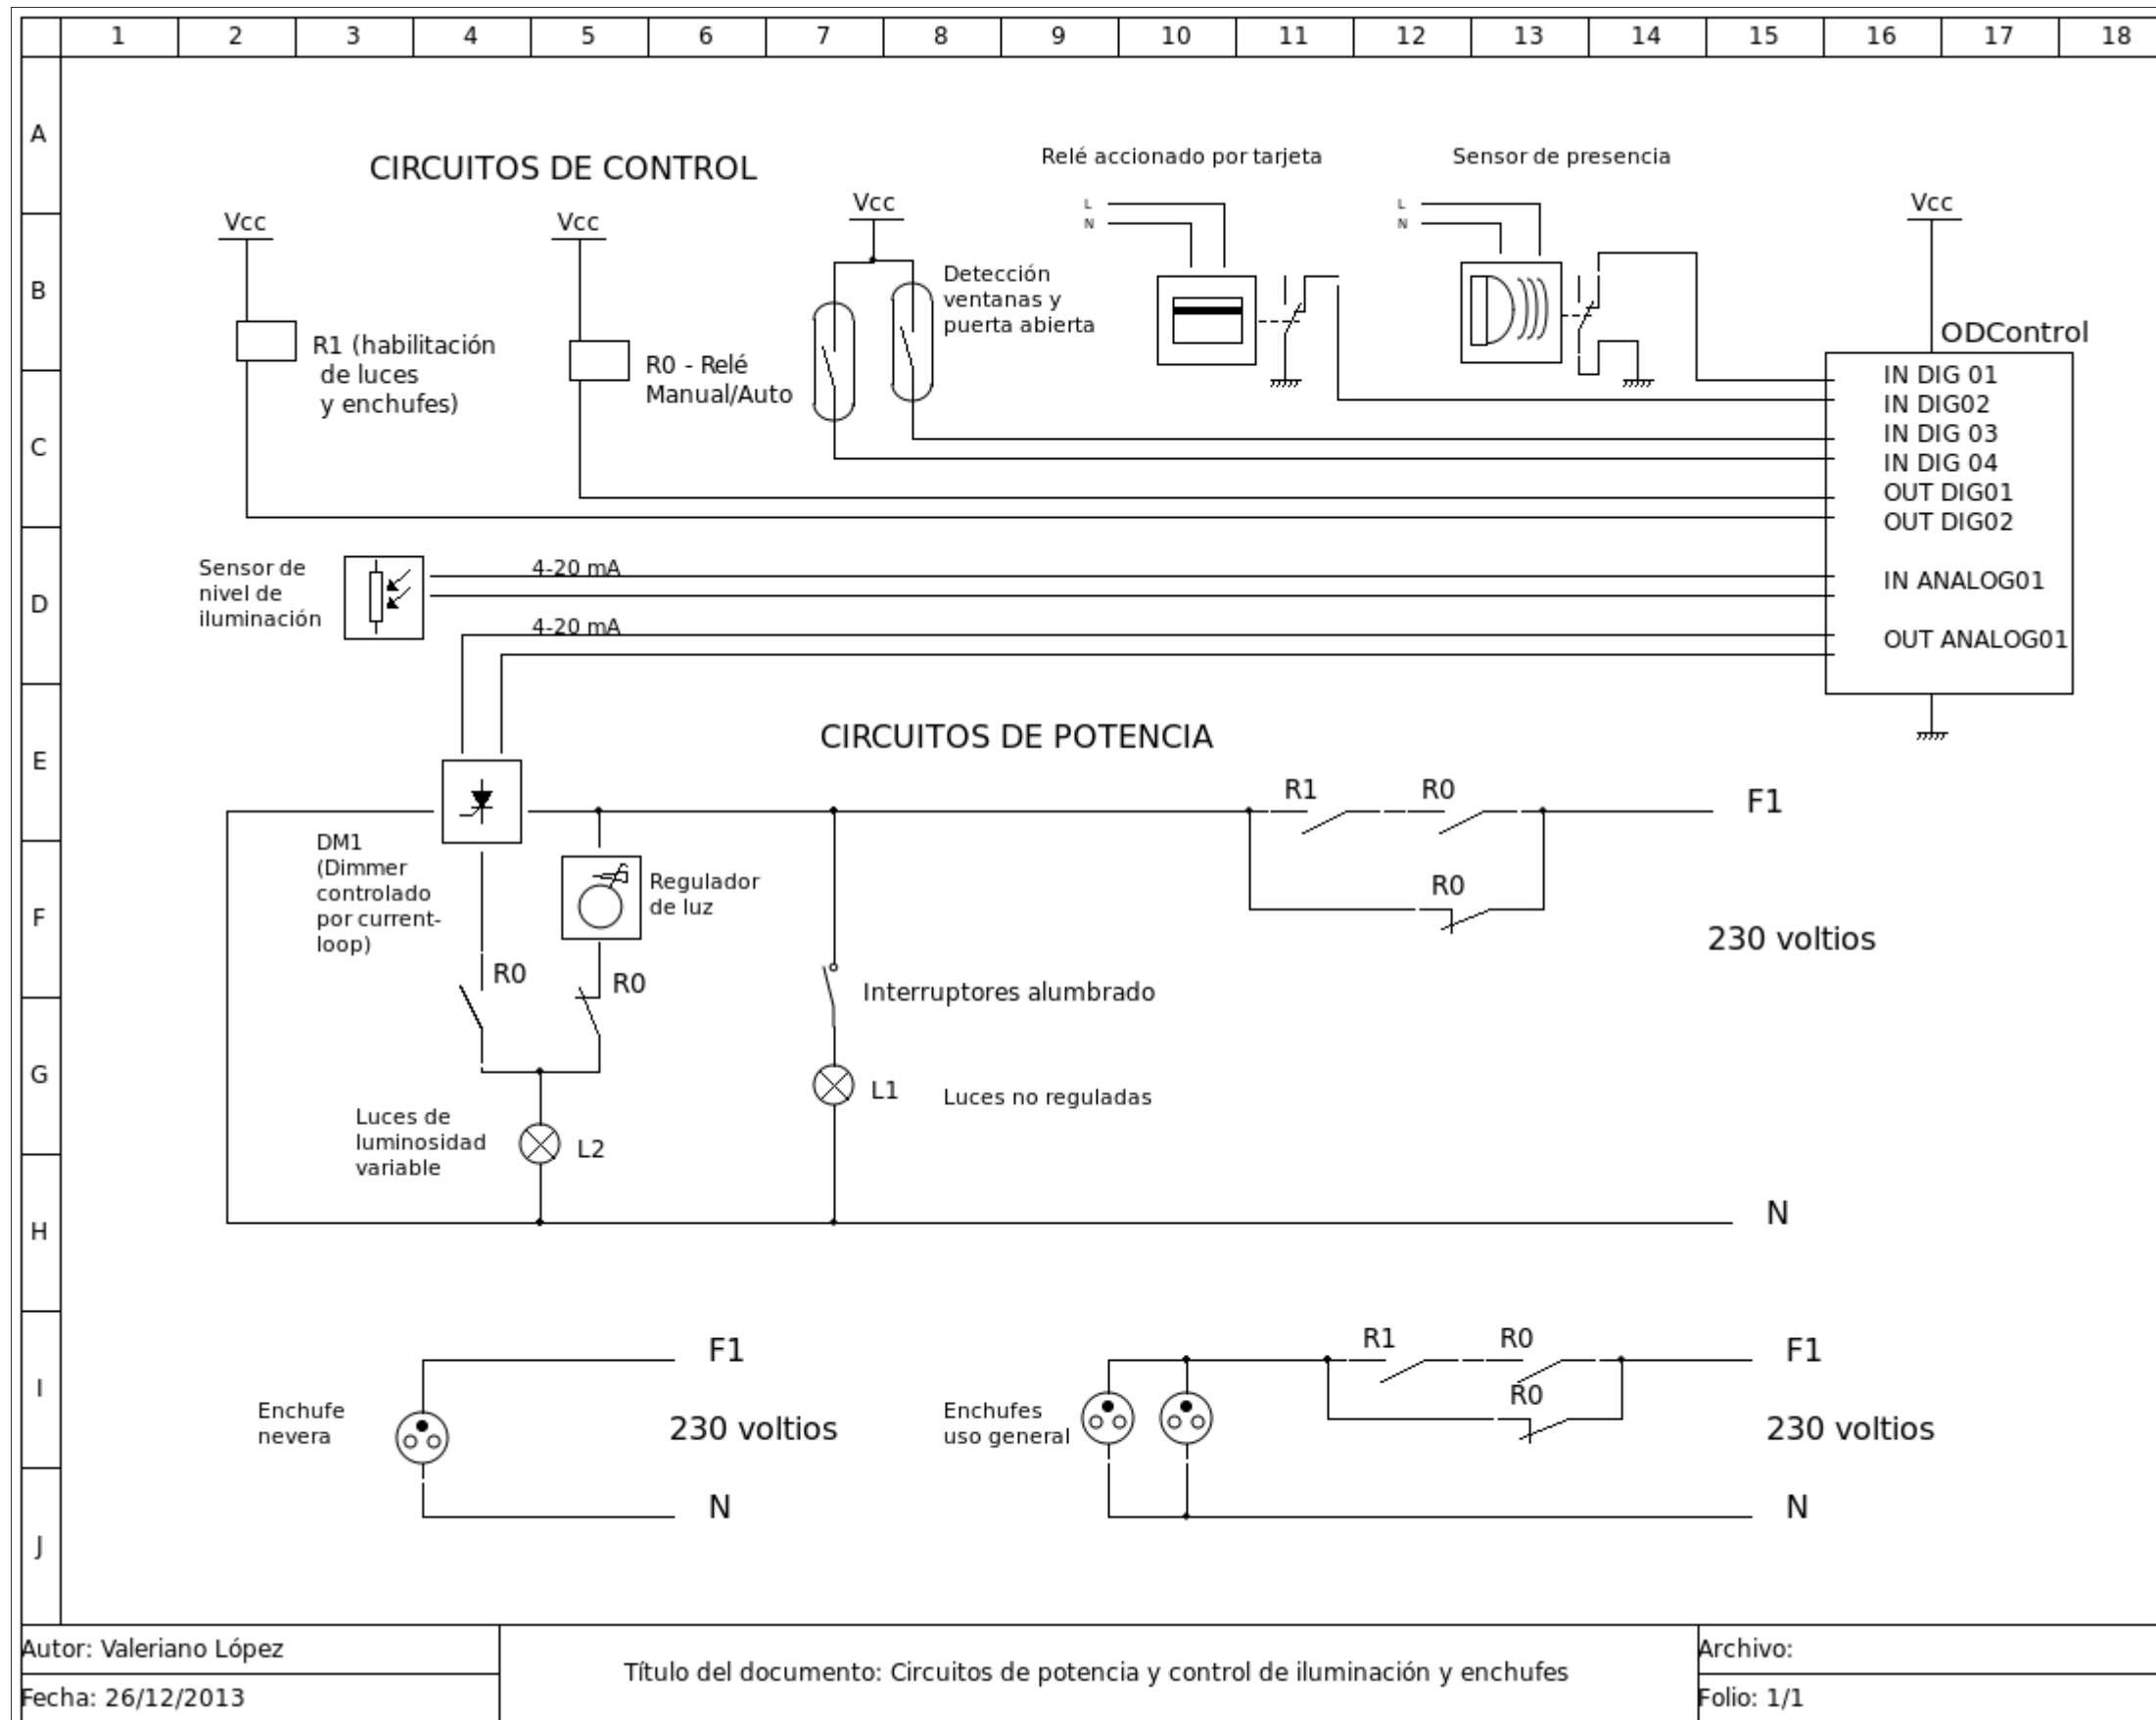 1 2 3 4 5 6 7 8 9 10 11 12 13 14 15 16 17 18
A
B
C
D
E
F
G
H
I
J
CIRCUITOS DE CONTROL
Relé accionado por tarjeta
Sensor de presencia
Vcc
Vcc
Vcc
L
N
L
N
Vcc
R1 (habilitación
de luces
y enchufes)
R0 - Relé
Manual/Auto
Detección
ventanas y
puerta abierta
ODControl
IN DIG 01
IN DIG02
IN DIG 03
IN DIG 04
OUT DIG01
OUT DIG02
IN ANALOG01
OUT ANALOG01
Sensor de
nivel de
iluminación
4-20 mA
4-20 mA
CIRCUITOS DE POTENCIA
R1
R0
F1
R0
230 voltios
DM1
(Dimmer
controlado
por current-
loop)
Regulador
de luz
R0
R0
Interruptores alumbrado
L1
Luces no reguladas
Luces de
luminosidad
variable
L2
N
F1
Enchufe
nevera
230 voltios
N
R1
R0
F1
R0
Enchufes
uso general
230 voltios
N
Autor: Valeriano López
Fecha: 26/12/2013
Título del documento: Circuitos de potencia y control de iluminación y enchufes
Archivo:
Folio: 1/1